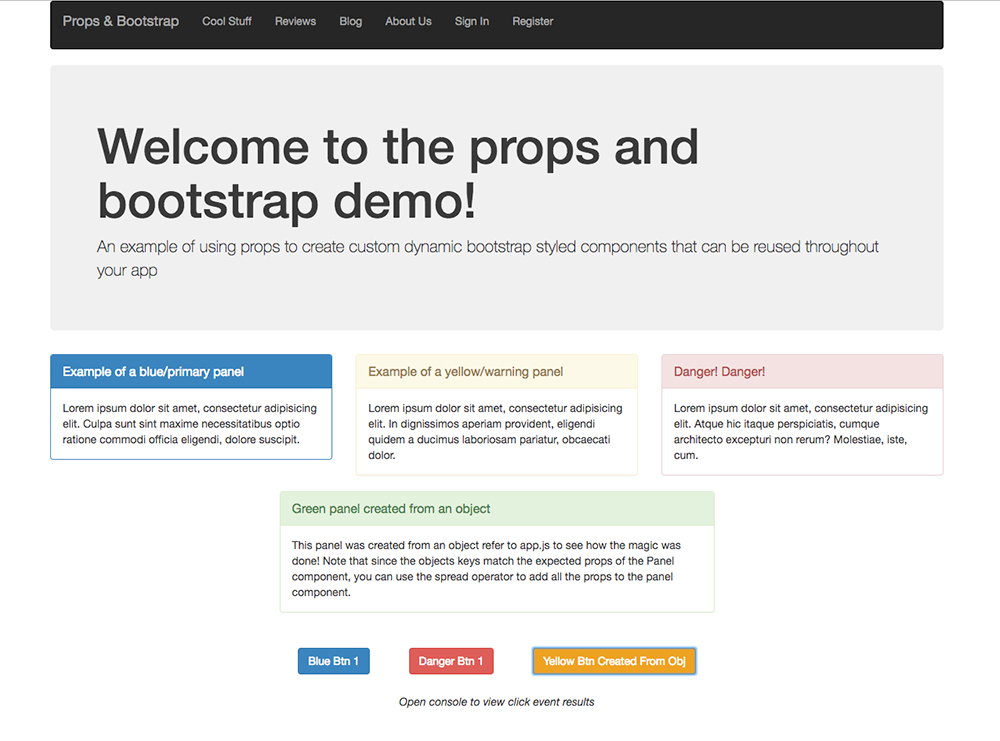 Props & Bootstrap Cool Stuff Reviews Blog About Us Sign In Register
Welcome to the props and
bootstrap demo!
An example of using props to create custom dynamic bootstrap styled components that can be reused throughout
your app
Example of a blue/primary panel
Lorem ipsum dolor sit amet, consectetur adipisicing
elit. Culpa sunt sint maxime necessitatibus optio
ratione commodi officia eligendi, dolore suscipit.
Example of a yellow/warning panel
Lorem ipsum dolor sit amet, consectetur adipisicing
elit. In dignissimos aperiam provident, eligendi
quidem a ducimus laboriosam pariatur, obcaecati
dolor.
Danger! Danger!
Lorem ipsum dolor sit amet, consectetur adipisicing
elit. Atque hic itaque perspiciatis, cumque
architecto excepturi non rerum? Molestiae, iste,
cum.
Green panel created from an object
This panel was created from an object refer to app.js to see how the magic was
done! Note that since the objects keys match the expected props of the Panel
component, you can use the spread operator to add all the props to the panel
component.
Blue Btn 1 Danger Btn 1 Yellow Btn Created From Obj
Open console to view click event results